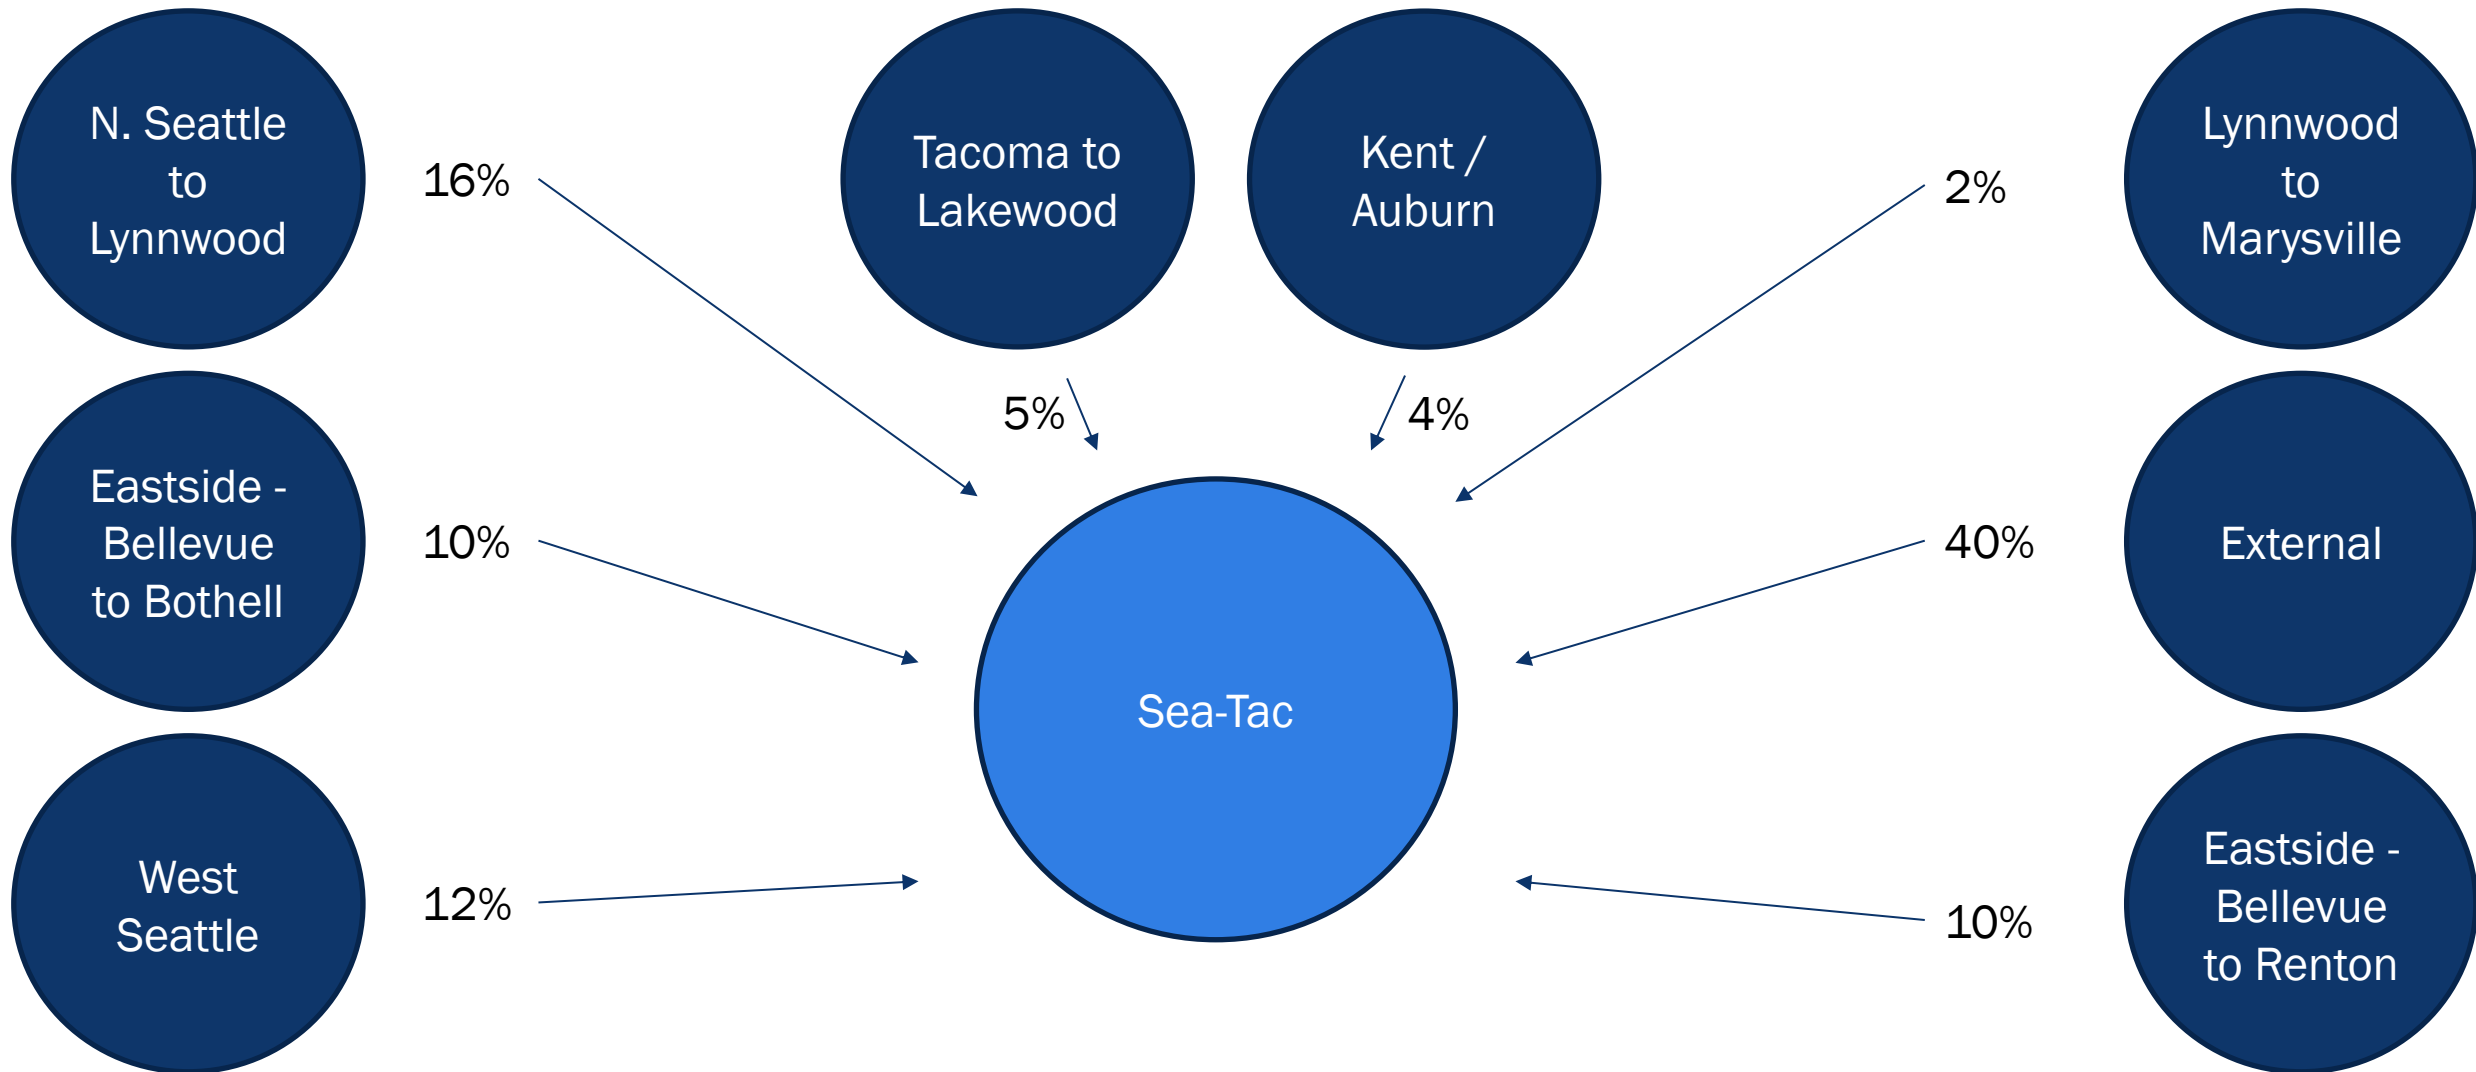 N. Seattle
to
Lynnwood
16%
Tacoma to
Lakewood
5%
Kent /
Auburn
4%
Lynnwood
to
Marysville
2%
Eastside -
Bellevue
to Bothell
10%
External
40%
Sea-Tac
West
Seattle
12%
Eastside -
Bellevue
to Renton
10%